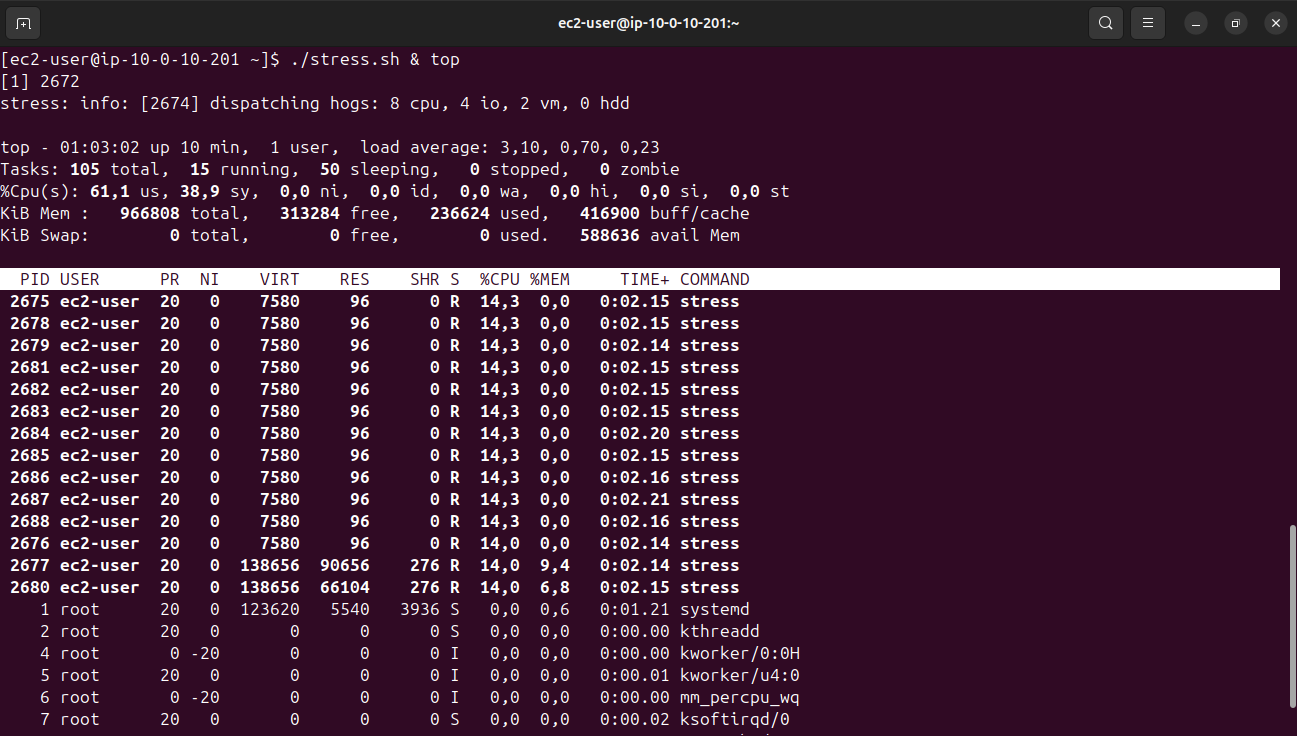 ec2-user@ip-10-0-10-201:~
[ec2-user@ip-10-0-10-201 ~]$ ./stress.sh & top
[1] 2672
stress: info: [2674] dispatching hogs: 8 cpu, 4 io, 2 vm, 0 hdd
top - 01:03:02 up 10 min,  1 user,  load average: 3,10, 0,70, 0,23
Tasks: 105 total,  15 running,  50 sleeping,   0 stopped,   0 zombie
%Cpu(s): 61,1 us, 38,9 sy,  0,0 ni,  0,0 id,  0,0 wa,  0,0 hi,  0,0 si,  0,0 st
KiB Mem :   966808 total,   313284 free,   236624 used,   416900 buff/cache
KiB Swap:        0 total,        0 free,        0 used.   588636 avail Mem
  PID USER      PR  NI    VIRT    RES    SHR S  %CPU %MEM     TIME+ COMMAND
 2675 ec2-user  20   0    7580     96      0 R  14,3  0,0   0:02.15 stress
 2678 ec2-user  20   0    7580     96      0 R  14,3  0,0   0:02.15 stress
 2679 ec2-user  20   0    7580     96      0 R  14,3  0,0   0:02.14 stress
 2681 ec2-user  20   0    7580     96      0 R  14,3  0,0   0:02.15 stress
 2682 ec2-user  20   0    7580     96      0 R  14,3  0,0   0:02.15 stress
 2683 ec2-user  20   0    7580     96      0 R  14,3  0,0   0:02.15 stress
 2684 ec2-user  20   0    7580     96      0 R  14,3  0,0   0:02.20 stress
 2685 ec2-user  20   0    7580     96      0 R  14,3  0,0   0:02.15 stress
 2686 ec2-user  20   0    7580     96      0 R  14,3  0,0   0:02.16 stress
 2687 ec2-user  20   0    7580     96      0 R  14,3  0,0   0:02.21 stress
 2688 ec2-user  20   0    7580     96      0 R  14,3  0,0   0:02.16 stress
 2676 ec2-user  20   0    7580     96      0 R  14,0  0,0   0:02.14 stress
 2677 ec2-user  20   0  138656  90656    276 R  14,0  9,4   0:02.14 stress
 2680 ec2-user  20   0  138656  66104    276 R  14,0  6,8   0:02.15 stress
    1 root      20   0  123620   5540   3936 S   0,0  0,6   0:01.21 systemd
    2 root      20   0       0      0      0 S   0,0  0,0   0:00.00 kthreadd
    4 root       0 -20       0      0      0 I   0,0  0,0   0:00.00 kworker/0:0H
    5 root      20   0       0      0      0 I   0,0  0,0   0:00.01 kworker/u4:0
    6 root       0 -20       0      0      0 I   0,0  0,0   0:00.00 mm_percpu_wq
    7 root      20   0       0      0      0 S   0,0  0,0   0:00.02 ksoftirqd/0